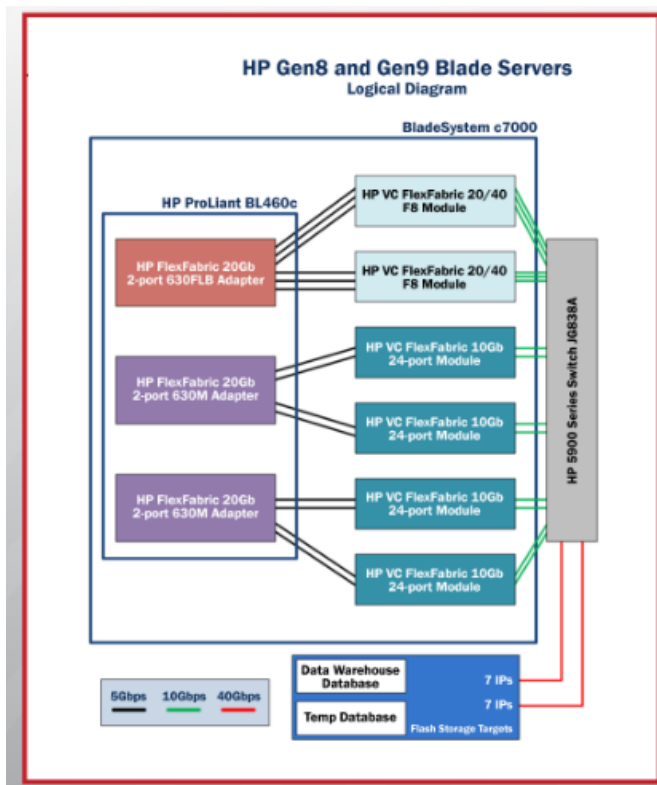 HP Gen8 and Gen9 Blade Servers
Logical Diagram
BladeSystem c7000
HP ProLiant BL460c
HP VC FlexFabric 20/40
F8 Module
HP FlexFabric 20Gb
2-port 630FLB Adapter
HP VC FlexFabric 20/40
F8 Module
HP VC FlexFabric 10Gb
24-port Module
HP FlexFabric 20Gb
2-port 630M Adapter
HP VC FlexFabric 10Gb
24-port Module
HP FlexFabric 20Gb
2-port 630M Adapter
HP VC FlexFabric 10Gb
24-port Module
HP VC FlexFabric 10Gb
24-port Module
HP 5900 Series Switch JG838A
5Gbps 10Gbps 40Gbps
Data Warehouse
Database
7 IPs
Temp Database
7 IPs
Flash Storage Targets